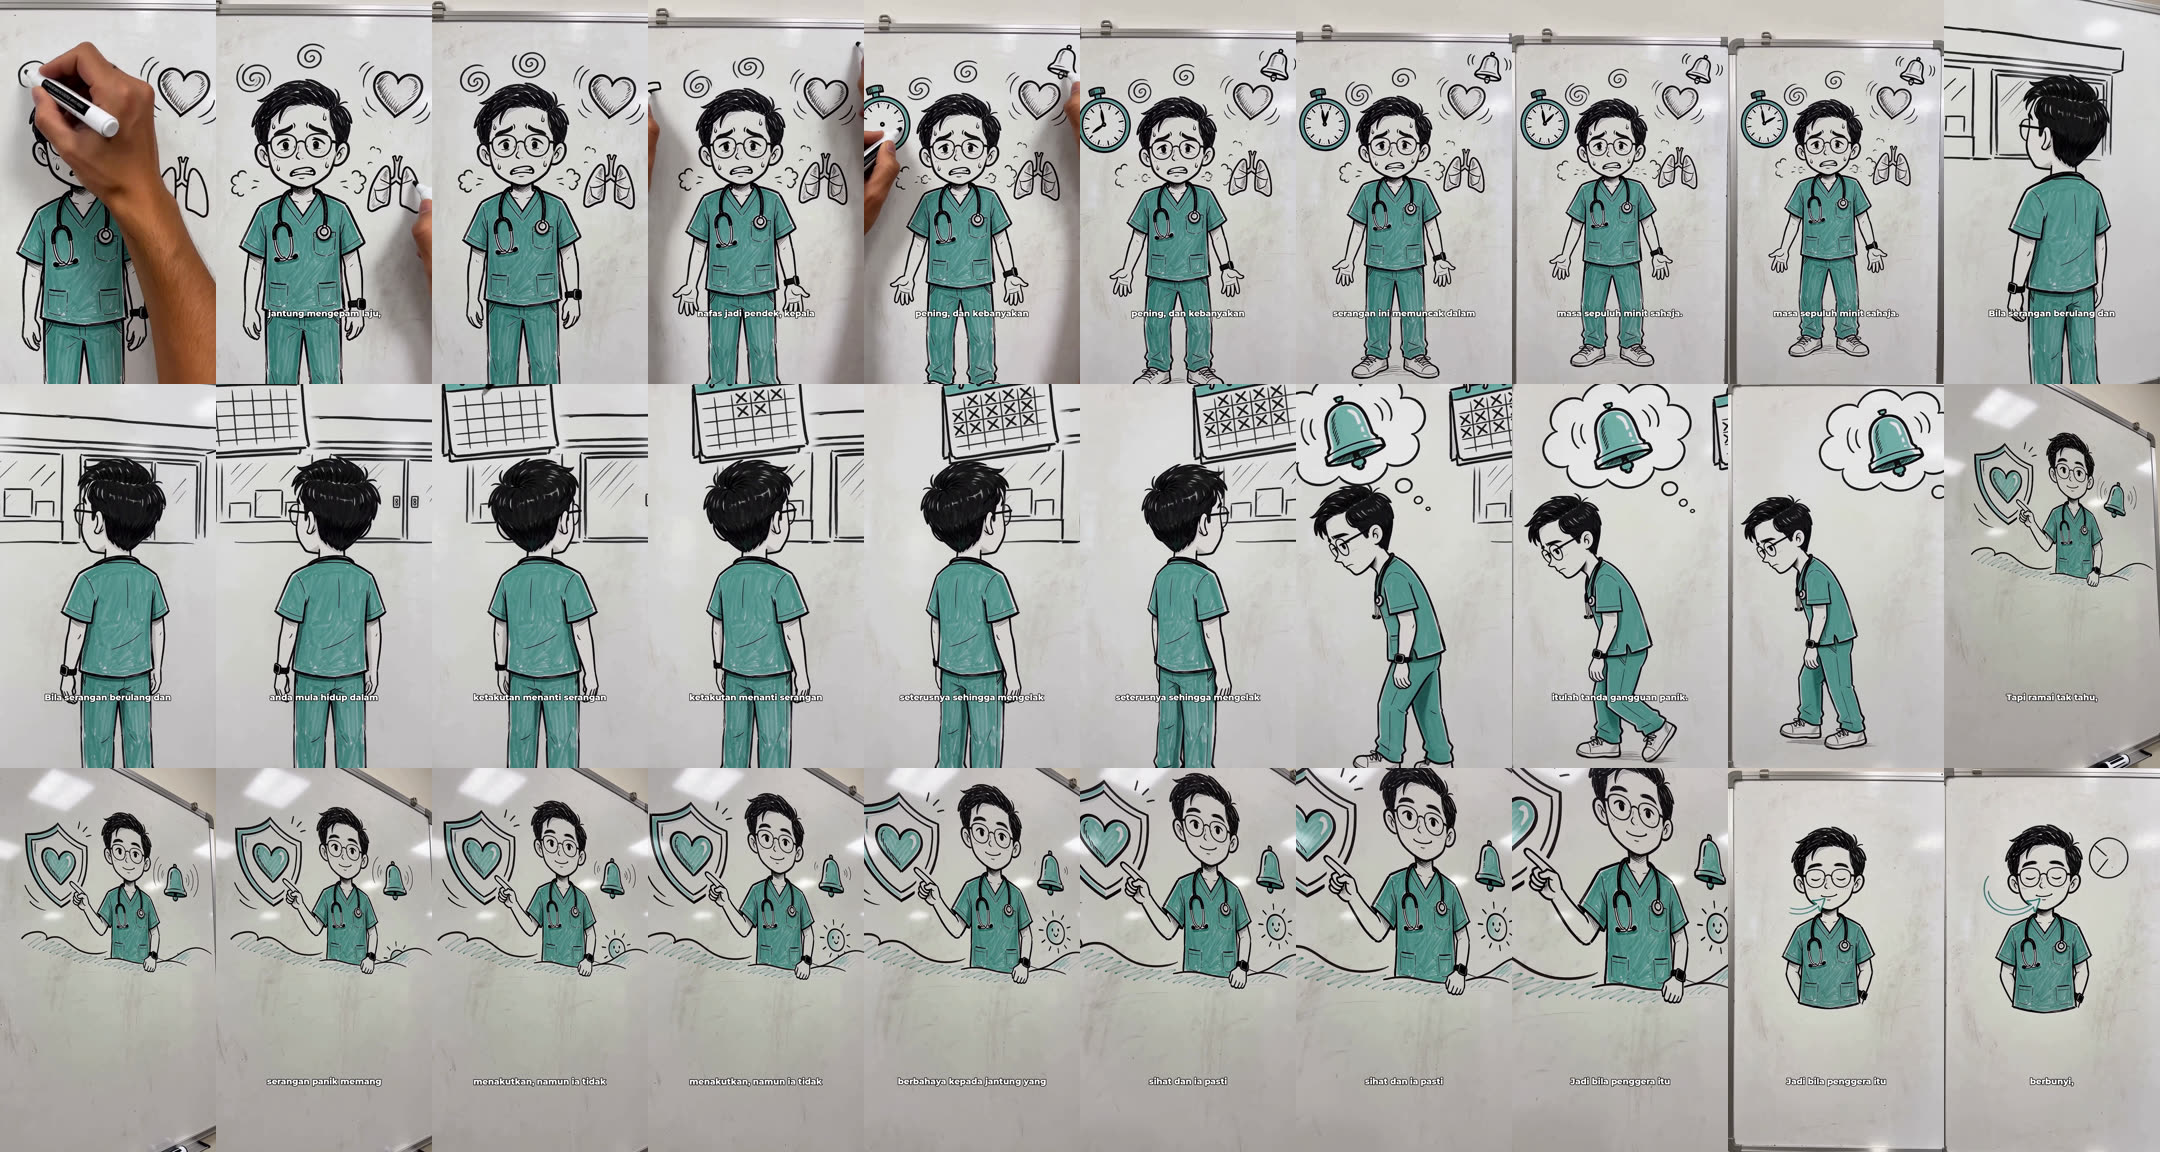 jantung mengepam laju,
nafas jadi pendek, kepala
pening, dan kebanyakan
pening, dan kebanyakan
serangan ini memuncak dalam
masa sepuluh minit sahaja.
masa sepuluh minit sahaja.
Bila serangan berulang dan
Bila serangan berulang dan
anda mula hidup dalam
ketakutan menanti serangan
ketakutan menanti serangan
seterusnya sehingga mengelak
seterusnya sehingga mengelak
itulah tanda gangguan panik.
Tapi ramai tak tahu,
serangan panik memang
menakutkan, namun ia tidak
menakutkan, namun ia tidak
berbahaya kepada jantung yang
sihat dan ia pasti
sihat dan ia pasti
Jadi bila penggera itu
Jadi bila penggera itu
berbunyi,